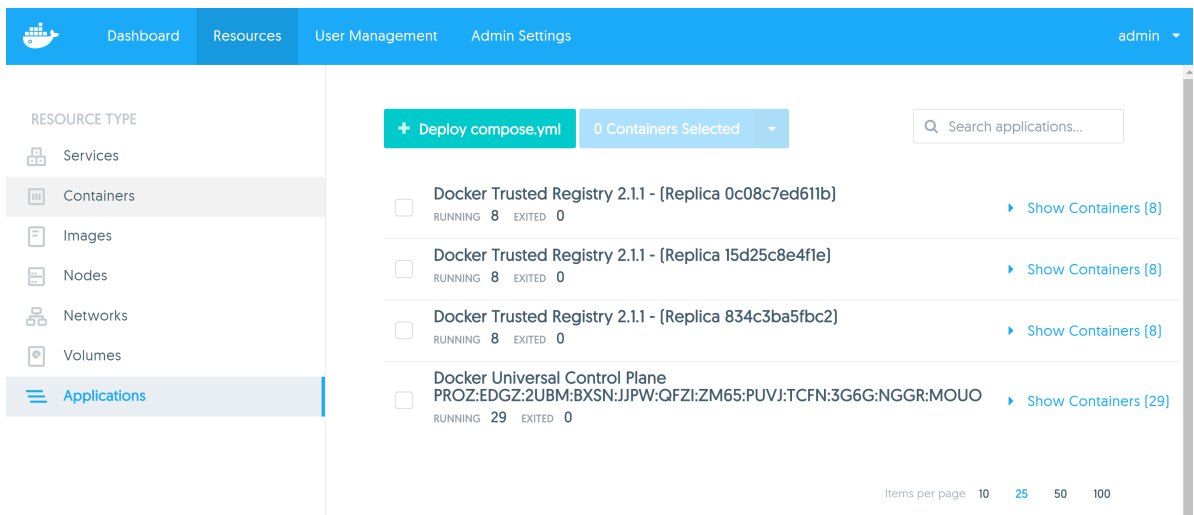 Dashboard Resources User Management Admin Settings admin
RESOURCE TYPE
Services
Containers
Images
Nodes
Networks
Volumes
Applications
+ Deploy compose.yml 0 Containers Selected Search applications...
Docker Trusted Registry 2.1.1 - (Replica 0c08c7ed611b)
RUNNING 8 EXITED 0
Show Containers (8)
Docker Trusted Registry 2.1.1 - (Replica 15d25c8e4f1e)
RUNNING 8 EXITED 0
Show Containers (8)
Docker Trusted Registry 2.1.1 - (Replica 834c3ba5fbc2)
RUNNING 8 EXITED 0
Show Containers (8)
Docker Universal Control Plane
PROZ:EDGZ:2UBM:BXSN:JJPW:QFZI:ZM65:PUVJ:TCFN:3G6G:NGGR:MOUO
RUNNING 29 EXITED 0
Show Containers (29)
Items per page 10 25 50 100